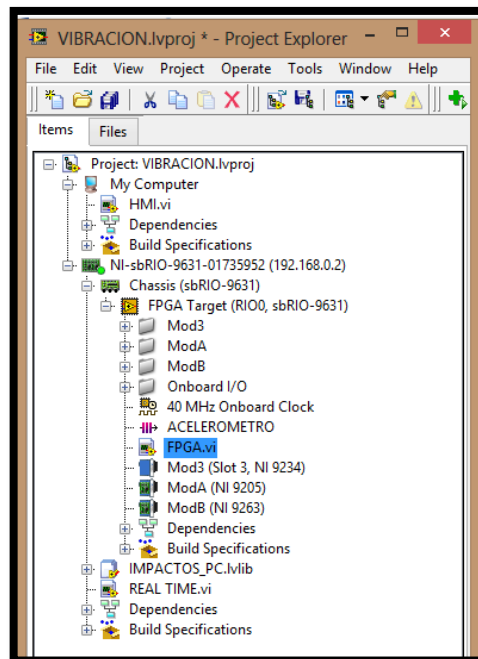 VIBRACION.lvproj * - Project Explorer
File Edit View Project Operate Tools Window Help
Items Files
Project: VIBRACION.lvproj
My Computer
HMI.vi
Dependencies
Build Specifications
NI-sbRIO-9631-01735952 (192.168.0.2)
Chassis (sbRIO-9631)
FPGA Target (RIO0, sbRIO-9631)
Mod3
ModA
ModB
Onboard I/O
40 MHz Onboard Clock
ACELEROMETRO
FPGA.vi
Mod3 (Slot 3, NI 9234)
ModA (NI 9205)
ModB (NI 9263)
Dependencies
Build Specifications
IMPACTOS_PC.lvlib
REAL TIME.vi
Dependencies
Build Specifications